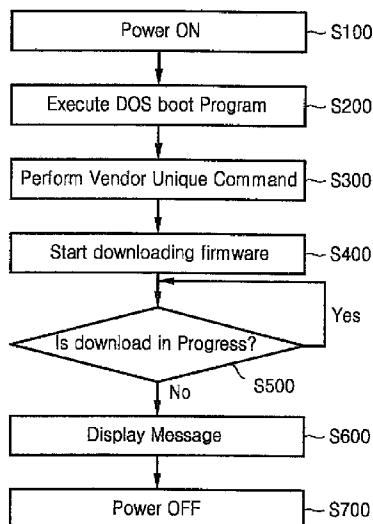 Power ON
S100
Execute DOS boot Program
S200
Perform Vendor Unique Command
S300
Start downloading firmware
S400
Is download in Progress?
Yes
S500
No
Display Message
S600
Power OFF
S700